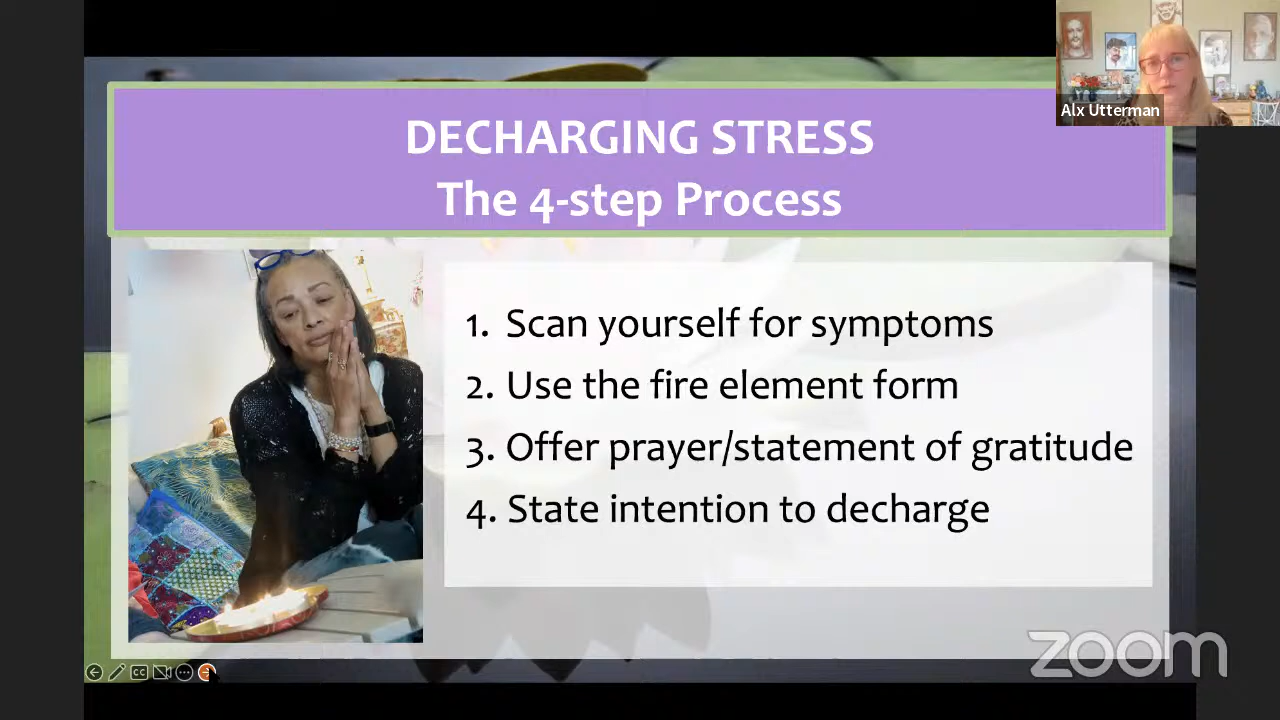 Alx Utterman
DECHARGING STRESS
The 4-step Process
1. Scan yourself for symptoms
2. Use the fire element form
3. Offer prayer/statement of gratitude
4. State intention to decharge
CC
zoom